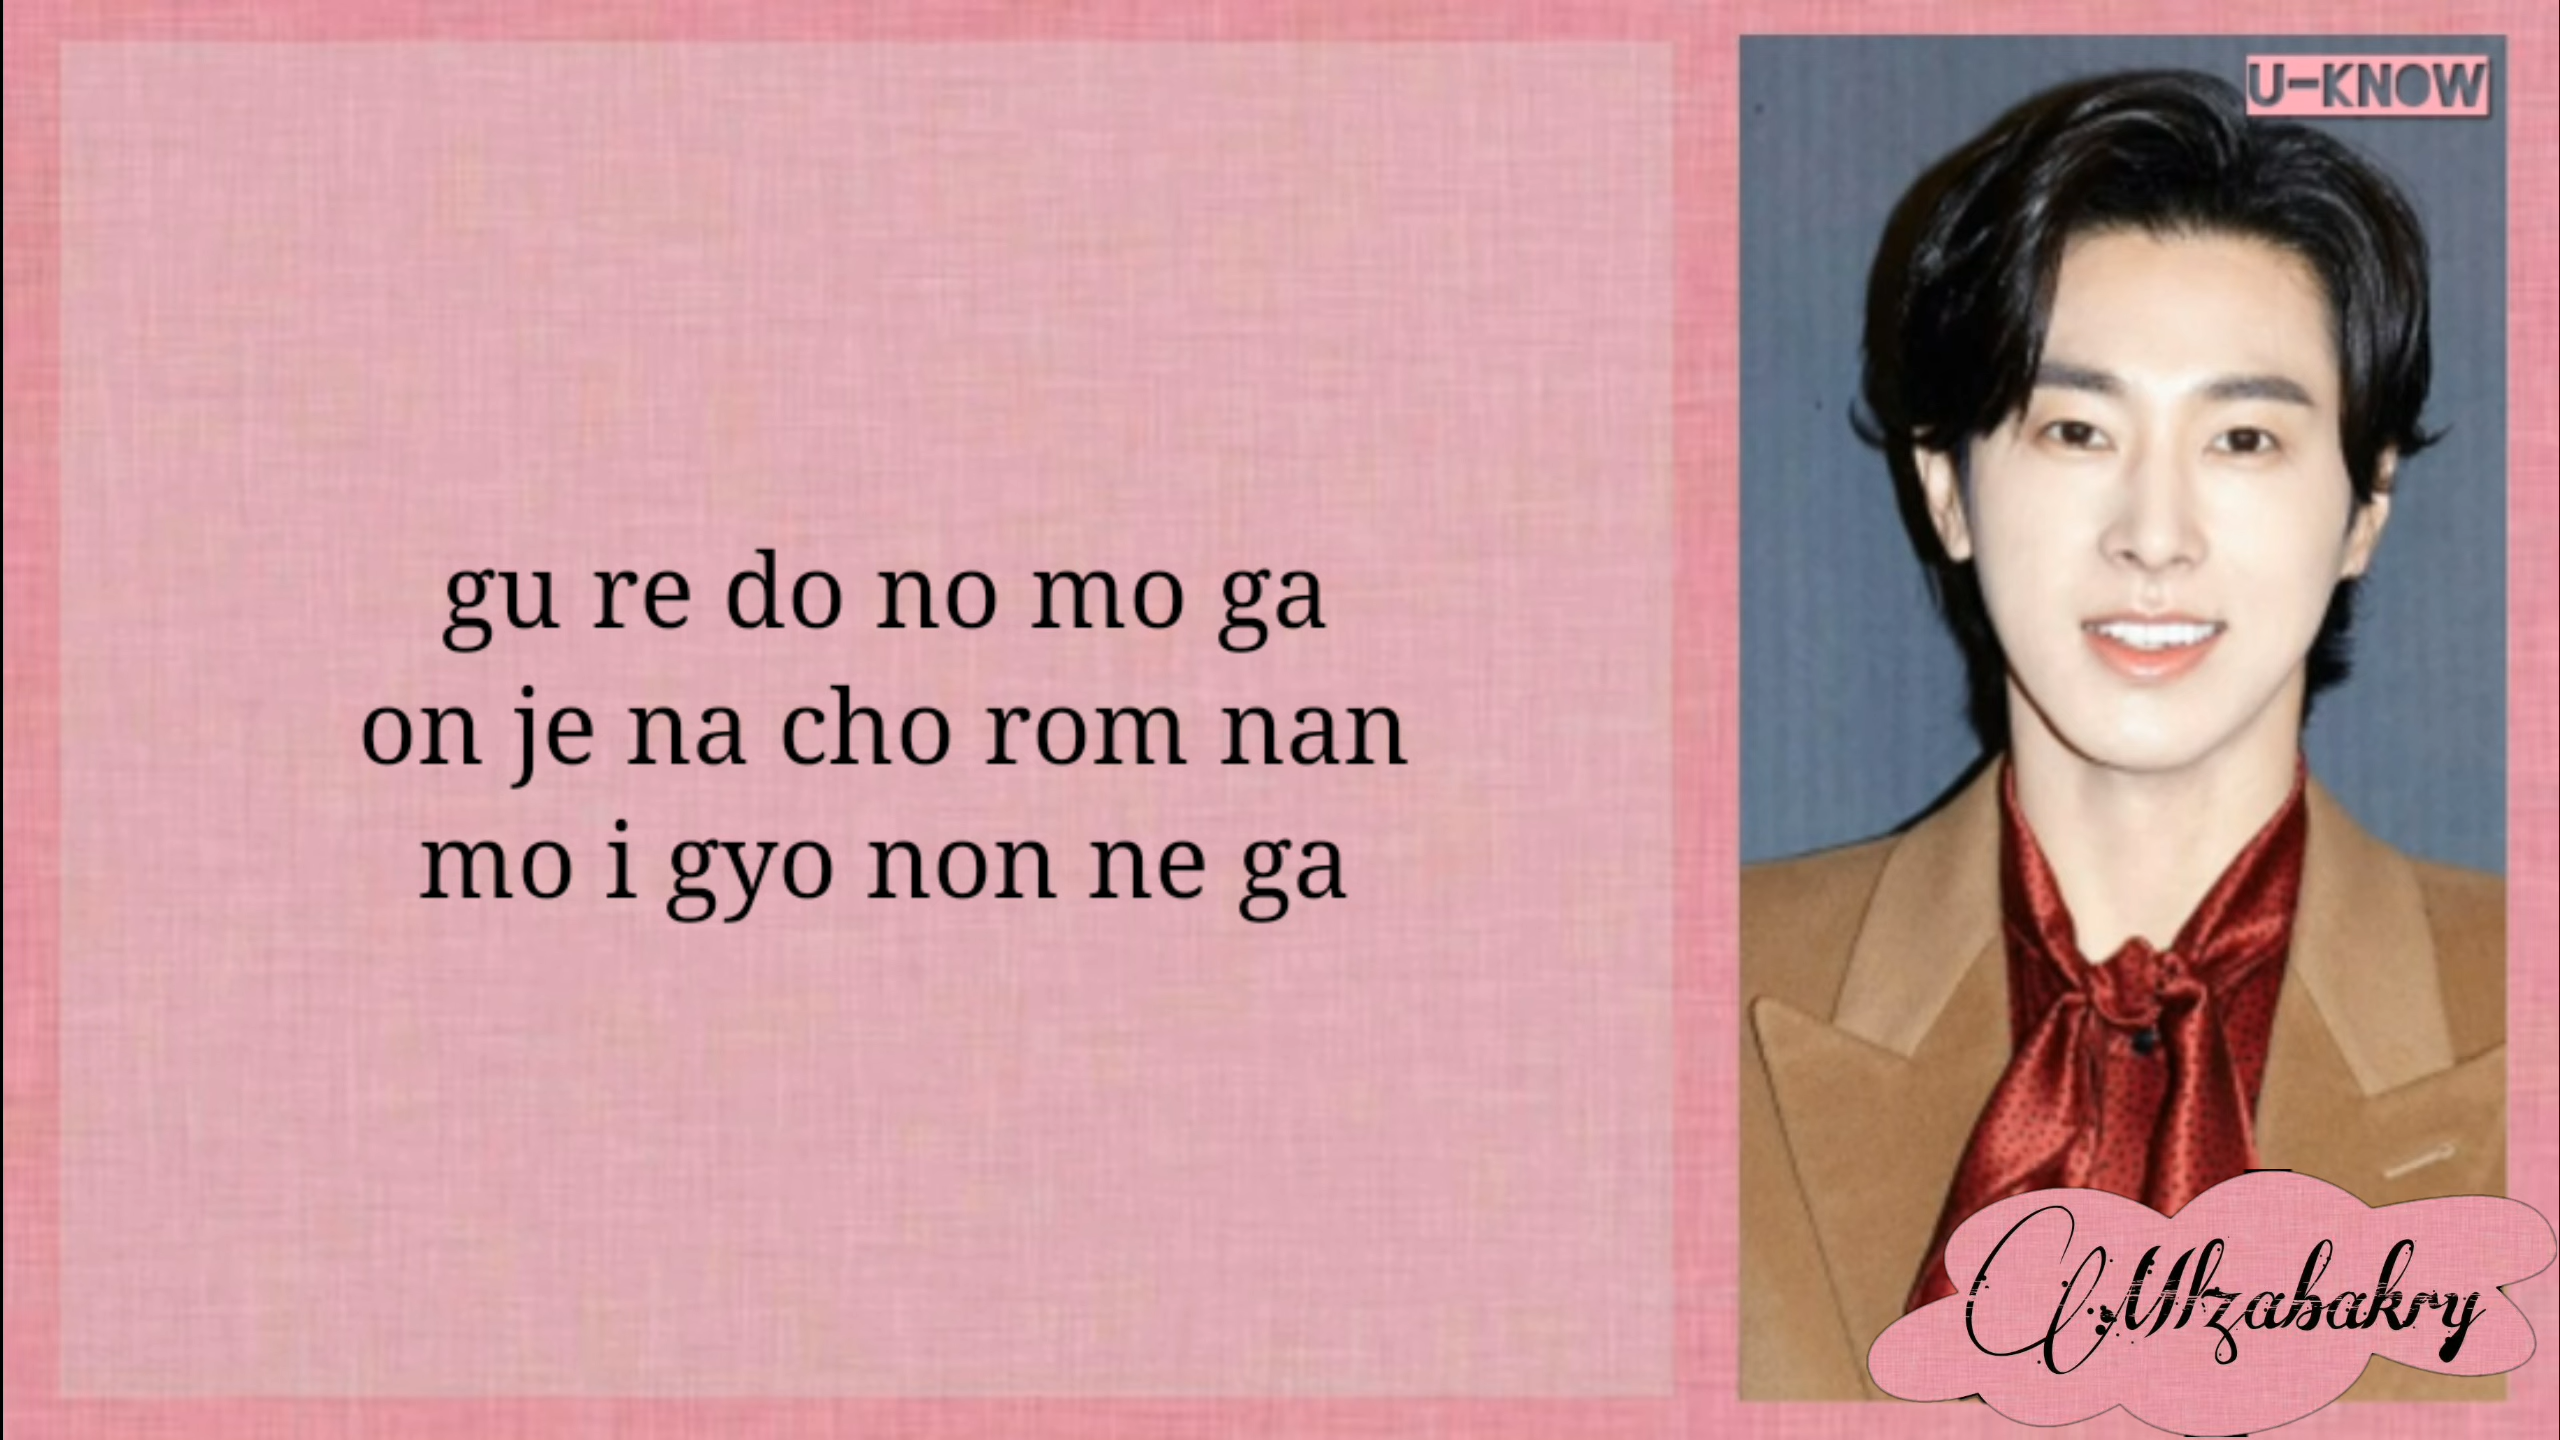 U-KNOW
gu re do no mo ga
on je na cho rom nan
mo i gyo non ne ga